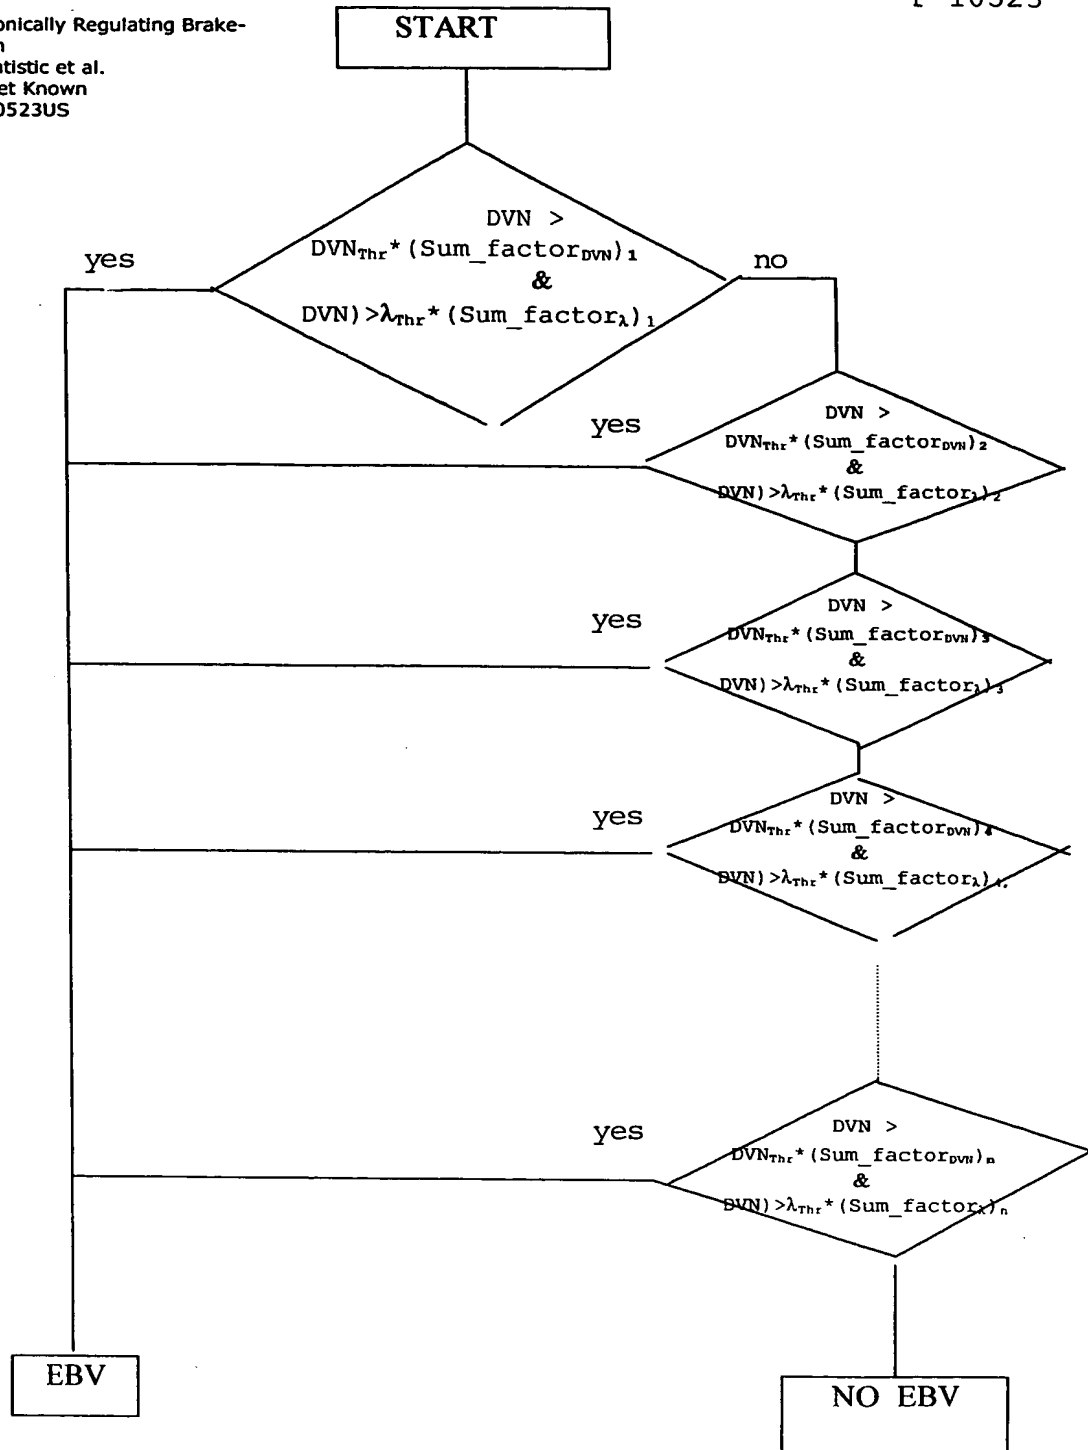 onically Regulating Brake-
tistic et al.
et Known
0523US
10523
START
DVN >
DVN_Thr*(Sum_factor_DVN)_1
&
DVN)>λ_Thr*(Sum_factor_λ)_1
yes
no
yes
DVN >
DVN_Thr*(Sum_factor_DVN)_2
&
DVN)>λ_Thr*(Sum_factor_λ)_2
yes
DVN >
DVN_Thr*(Sum_factor_DVN)_3
&
DVN)>λ_Thr*(Sum_factor_λ)_3
yes
DVN >
DVN_Thr*(Sum_factor_DVN)_4
&
DVN)>λ_Thr*(Sum_factor_λ)_4
yes
DVN >
DVN_Thr*(Sum_factor_DVN)_n
&
DVN)>λ_Thr*(Sum_factor_λ)_n
EBV
NO EBV